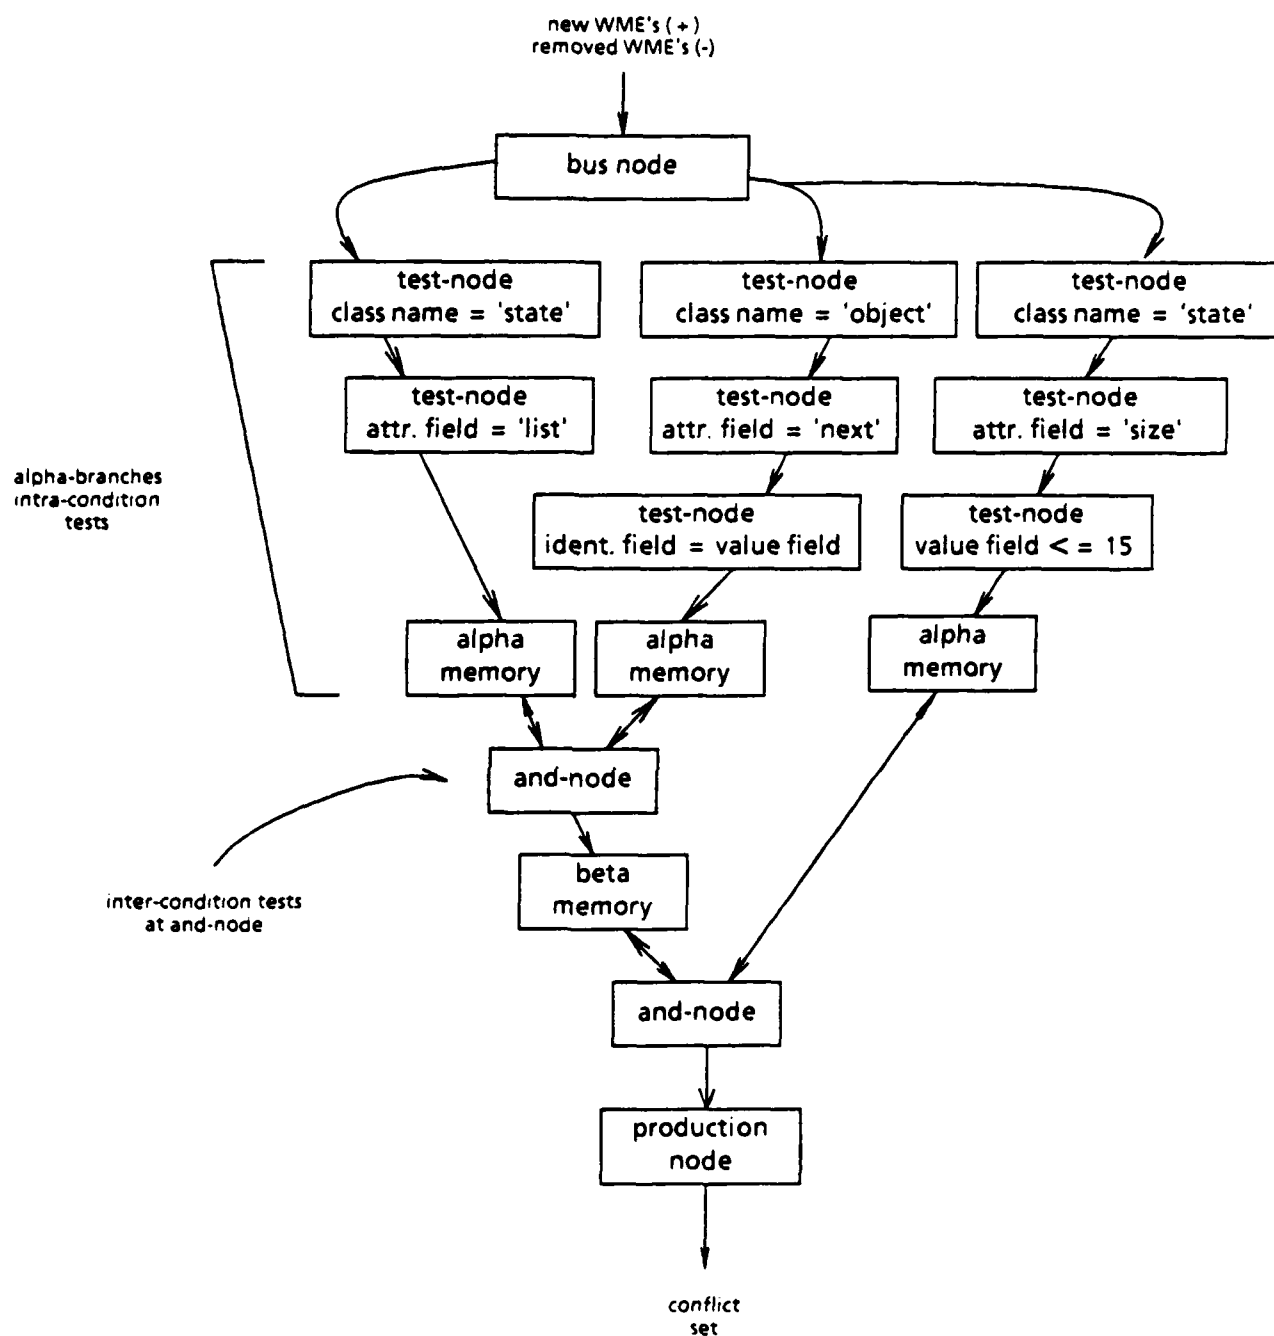 new WME's ( + )
removed WME's (-)
bus node
test-node
class name = 'state'
test-node
class name = 'object'
test-node
class name = 'state'
test-node
attr. field = 'list'
test-node
attr. field = 'next'
test-node
attr. field = 'size'
alpha-branches
intra-condition
tests
test-node
ident. field = value field
test-node
value field < = 15
alpha
memory
alpha
memory
alpha
memory
and-node
beta
memory
inter-condition tests
at and-node
and-node
production
node
conflict
set